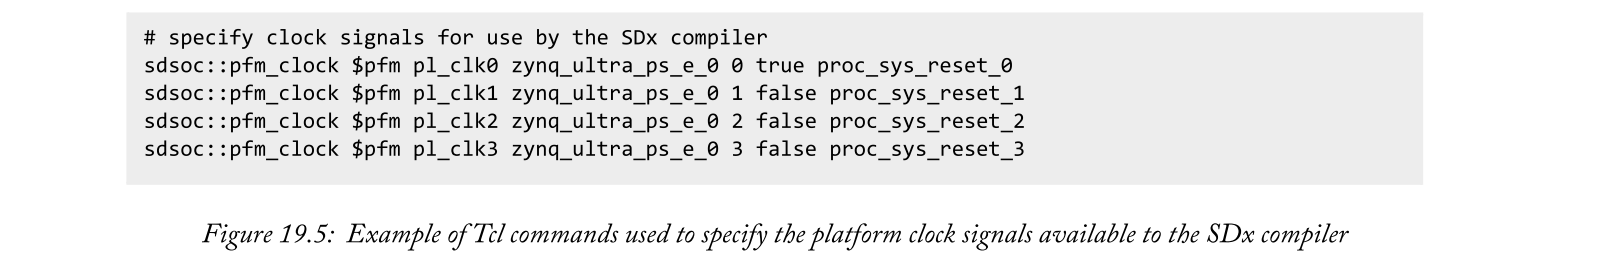 # specify clock signals for use by the SDx compiler
sdsoc::pfm_clock $pfm pl_clk0 zynq_ultra_ps_e_0 0 true proc_sys_reset_0
sdsoc::pfm_clock $pfm pl_clk1 zynq_ultra_ps_e_0 1 false proc_sys_reset_1
sdsoc::pfm_clock $pfm pl_clk2 zynq_ultra_ps_e_0 2 false proc_sys_reset_2
sdsoc::pfm_clock $pfm pl_clk3 zynq_ultra_ps_e_0 3 false proc_sys_reset_3
Figure 19.5: Example of Tcl commands used to specify the platform clock signals available to the SDx compiler